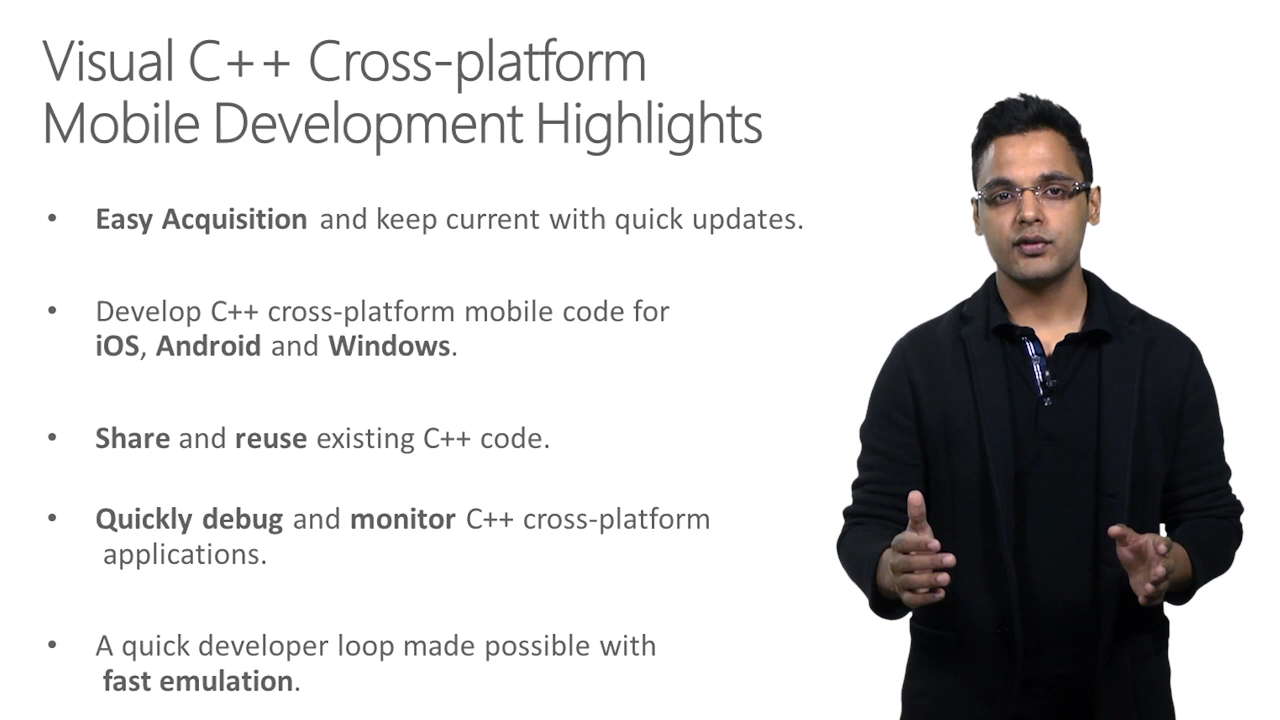 Visual C++ Cross-platform
Mobile Development Highlights
• Easy Acquisition and keep current with quick updates.
• Develop C++ cross-platform mobile code for
iOS, Android and Windows.
• Share and reuse existing C++ code.
• Quickly debug and monitor C++ cross-platform
applications.
• A quick developer loop made possible with
fast emulation.